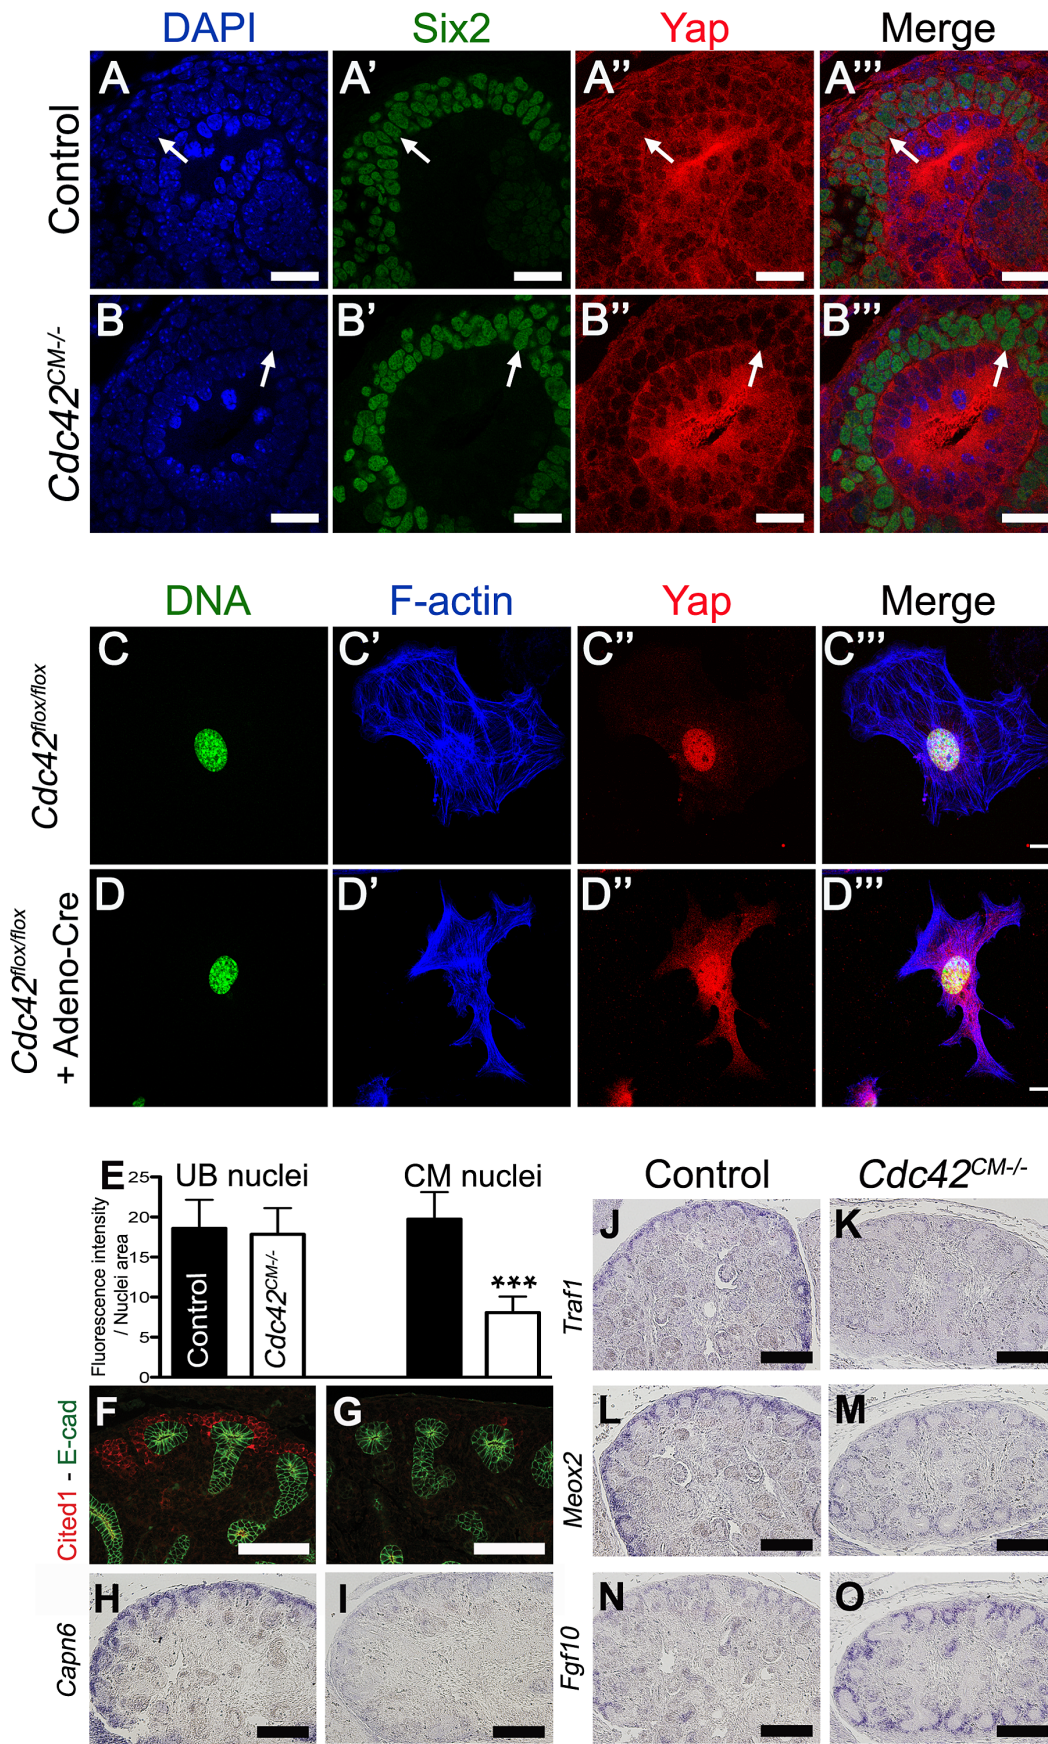 DAPI Six2 Yap Merge
Control
A A' A'' A'''
Cdc42CM-/-
B B' B'' B'''
DNA F-actin Yap Merge
Cdc42flox/flox
C C' C'' C'''
Cdc42flox/flox
+ Adeno-Cre
D D' D'' D'''
E
UB nuclei CM nuclei
Fluorescence intensity
/ Nuclei area
25
20
15
10
5
0
Control
Cdc42CM-/-
***
Cited1 - E-cad
F G
Capn6
H I
Control Cdc42CM-/-
Traf1
J K
Meox2
L M
Fgf10
N O